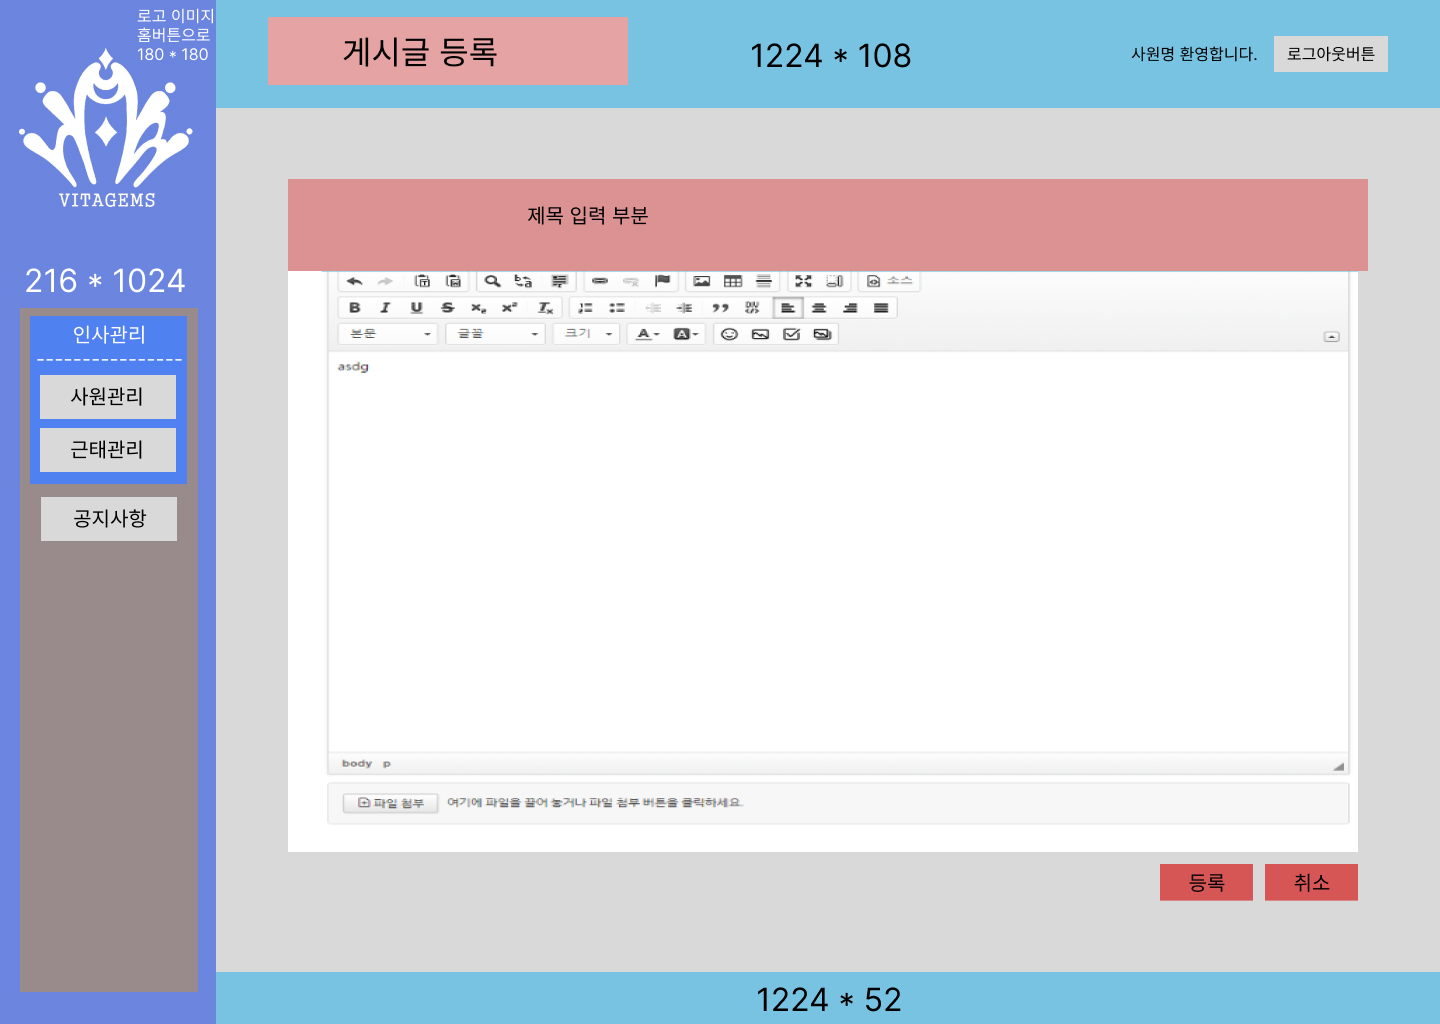 로고 이미지
홈버튼으로
180 * 180
VITAGEMS
216 * 1024
인사관리
-----------------
사원관리
근태관리
공지사항
게시글 등록
1224 * 108
사원명 환영합니다.
로그아웃버튼
제목 입력 부분
소스
B I U S x₂ x² Tx
본문 글꼴 크기 A A
asdg
body p
파일 첨부 여기에 파일을 끌어 놓거나 파일 첨부 버튼을 클릭하세요.
등록 취소
1224 * 52